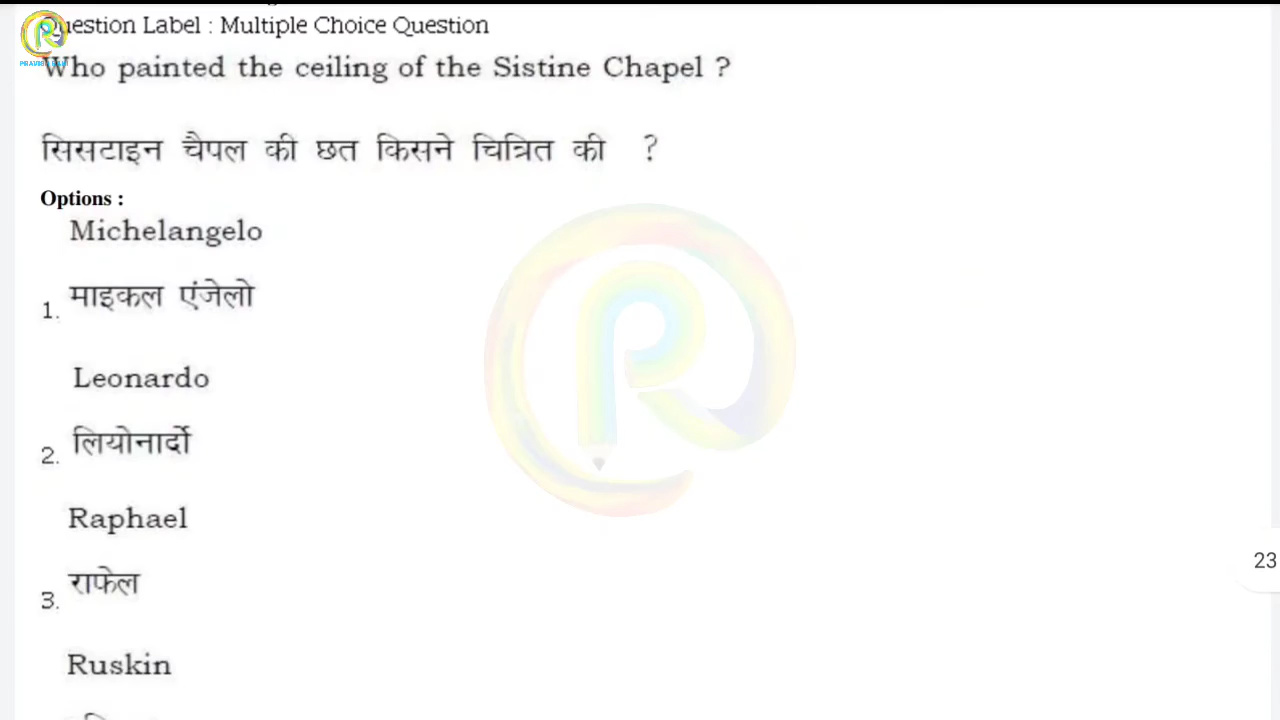 Question Label : Multiple Choice Question
Who painted the ceiling of the Sistine Chapel ?
सिसटाइन चैपल की छत किसने चित्रित की ?
Options :
Michelangelo
1. माइकल एंजेलो
Leonardo
2. लियोनार्दो
Raphael
3. राफेल
23
Ruskin